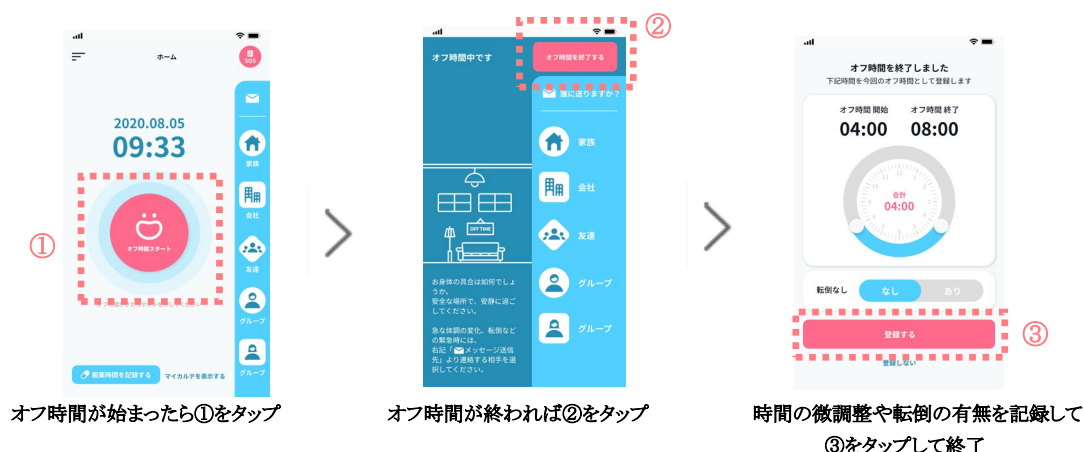 ホーム
SOS
2020.08.05
09:33
①
オフ時間スタート
家族
会社
友達
グループ
グループ
服薬時間を記録する
マイカルテを表示する
オフ時間が始まったら①をタップ
②
オフ時間中です
オフ時間を終了する
誰に送りますか？
家族
会社
友達
グループ
グループ
OFF TIME
お身体の具合は如何でしょ
うか。
安全な場所で、安静に過ご
してください。
急な体調の変化、転倒など
の緊急時には、
右記「メッセージ送信
先」より連絡する相手を選
択してください。
オフ時間が終われば②をタップ
オフ時間を終了しました
下記時間を今回のオフ時間として登録します
オフ時間 開始 オフ時間 終了
04:00 08:00
合計
04:00
転倒なし なし あり
登録する
③
登録しない
時間の微調整や転倒の有無を記録して
③をタップして終了